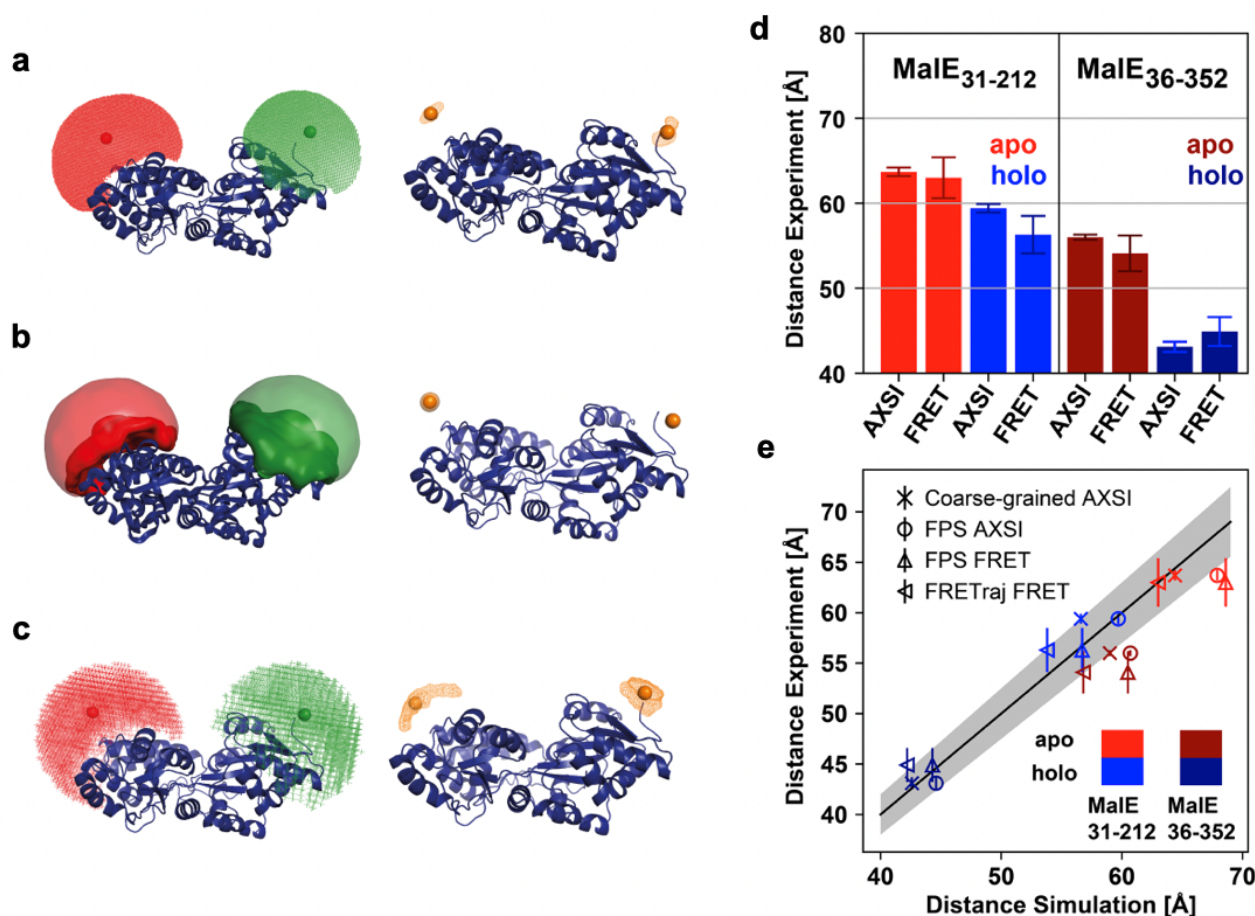 a
b
c
d
Distance Experiment [Å]
80
70
60
50
40
MalE31-212
MalE36-352
apo
holo
apo
holo
AXSI
FRET
AXSI
FRET
AXSI
FRET
AXSI
FRET
e
Distance Experiment [Å]
70
65
60
55
50
45
40
Coarse-grained AXSI
FPS AXSI
FPS FRET
FRETraj FRET
apo
holo
MalE
31-212
MalE
36-352
40
50
60
70
Distance Simulation [Å]